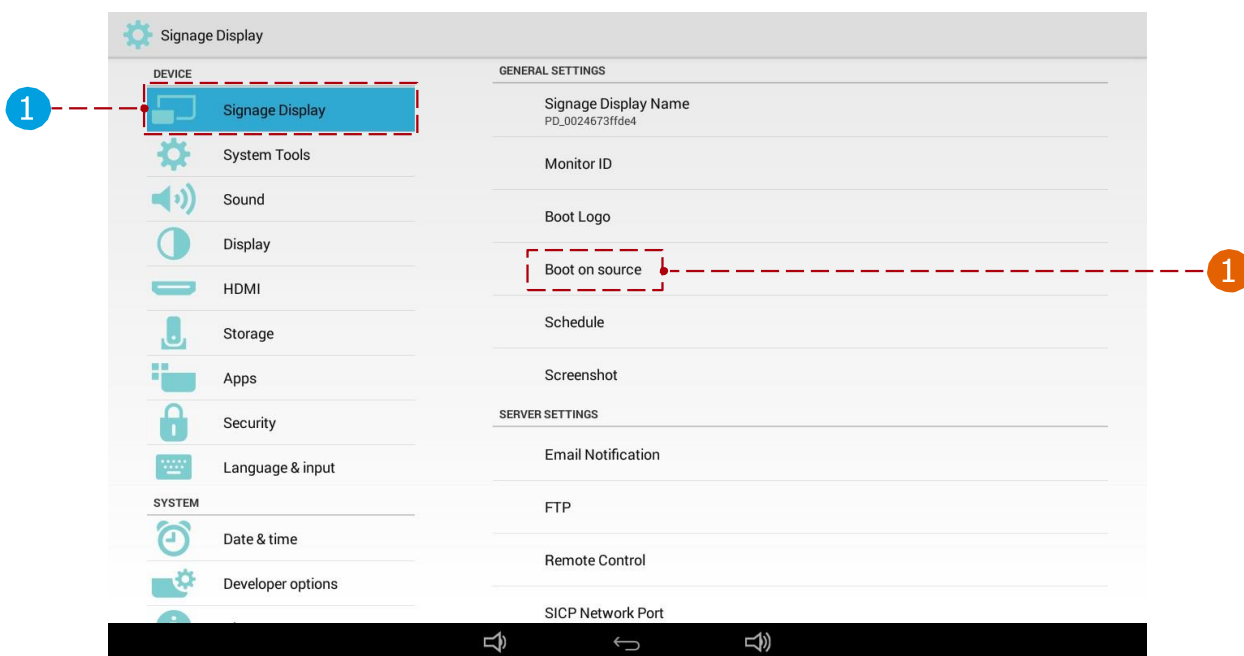 Signage Display
DEVICE
1
Signage Display
System Tools
Sound
Display
HDMI
Storage
Apps
Security
Language & input
SYSTEM
Date & time
Developer options
GENERAL SETTINGS
Signage Display Name
PD_0024673ffde4
Monitor ID
Boot Logo
Boot on source
1
Schedule
Screenshot
SERVER SETTINGS
Email Notification
FTP
Remote Control
SICP Network Port